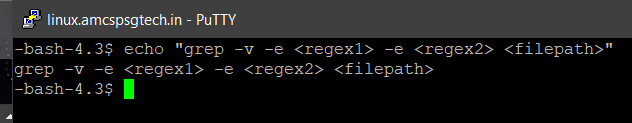 linux.amcspsgtech.in - PuTTY
-bash-4.3$ echo "grep -v -e <regex1> -e <regex2> <filepath>"
grep -v -e <regex1> -e <regex2> <filepath>
-bash-4.3$